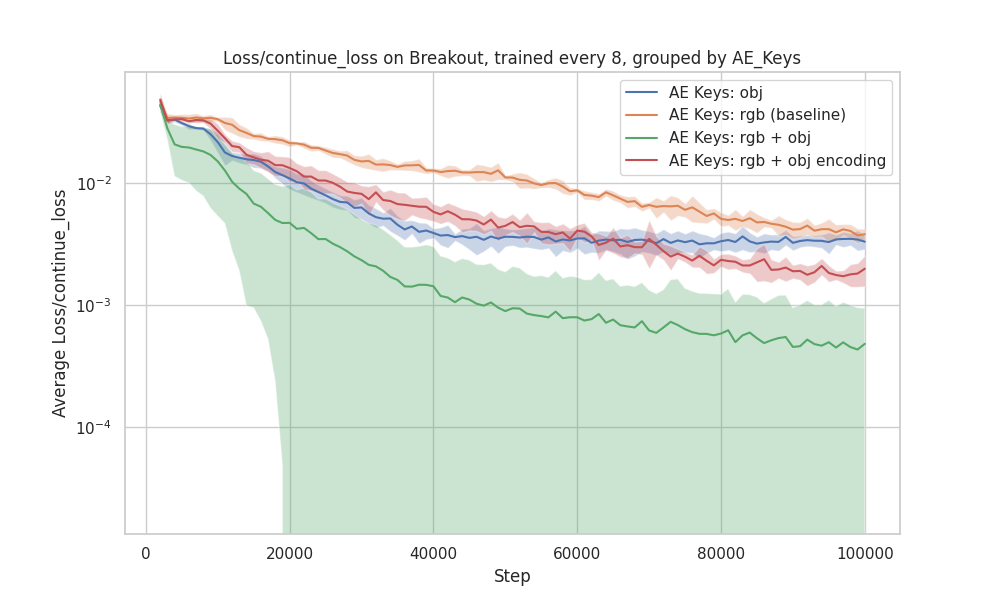 Loss/continue_loss on Breakout, trained every 8, grouped by AE_Keys
AE Keys: obj
AE Keys: rgb (baseline)
AE Keys: rgb + obj
AE Keys: rgb + obj encoding
Average Loss/continue_loss
10⁻²
10⁻³
10⁻⁴
0 20000 40000 60000 80000 100000
Step